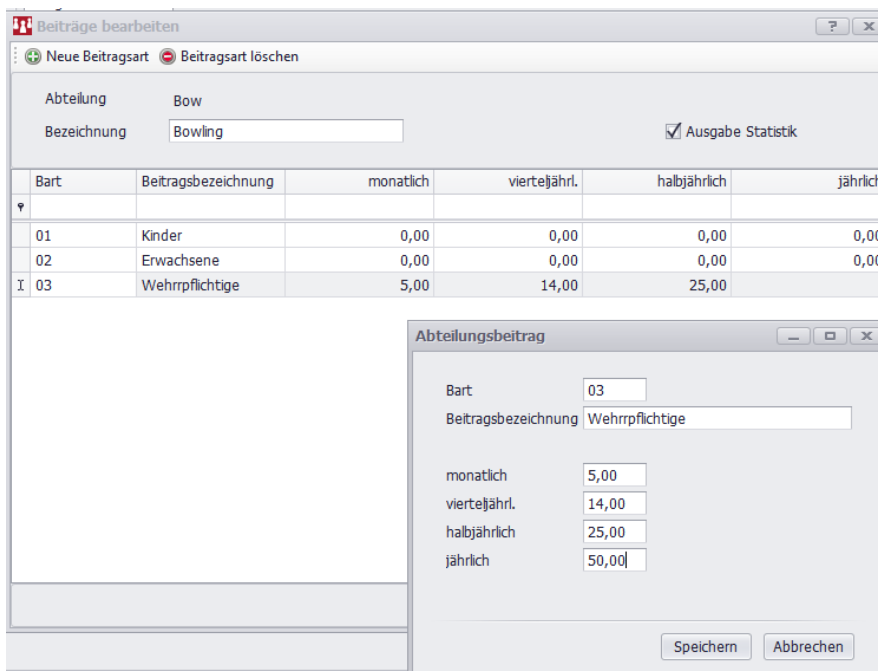 Beiträge bearbeiten
? x
Neue Beitragsart Beitragsart löschen
Abteilung Bow
Bezeichnung Bowling Ausgabe Statistik
Bart Beitragsbezeichnung monatlich vierteljährl. halbjährlich jährlich
01 Kinder 0,00 0,00 0,00 0,00
02 Erwachsene 0,00 0,00 0,00 0,00
03 Wehrrpflichtige 5,00 14,00 25,00
Abteilungsbeitrag
Bart 03
Beitragsbezeichnung Wehrrpflichtige
monatlich 5,00
vierteljährl. 14,00
halbjährlich 25,00
jährlich 50,00
Speichern Abbrechen